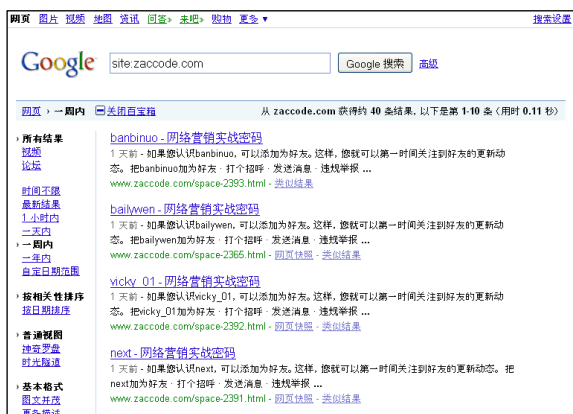 网页 图片 视频 地图 资讯 问答» 来吧» 购物 更多 ▼ 搜索设置
Google site:zaccode.com Google 搜索 高级
网页 › 一周内 关闭百宝箱 从 zaccode.com 获得约 40 条结果，以下是第 1-10 条 (用时 0.11 秒)
› 所有结果
视频
论坛
时间不限
最新结果
1 小时内
一天内
› 一周内
一年内
自定日期范围
› 按相关性排序
按日期排序
› 普通视图
神奇罗盘
时光隧道
› 基本格式
图文并茂
更多描述
banbinuo - 网络营销实战密码
1 天前 - 如果您认识banbinuo, 可以添加为好友。这样, 您就可以第一时间关注到好友的更新动
态。 把banbinuo加为好友 · 打个招呼 · 发送消息 · 违规举报 ...
www.zaccode.com/space-2393.html - 类似结果
bailywen - 网络营销实战密码
1 天前 - 如果您认识bailywen, 可以添加为好友。这样, 您就可以第一时间关注到好友的更新动
态。 把bailywen加为好友 · 打个招呼 · 发送消息 · 违规举报 ...
www.zaccode.com/space-2365.html - 网页快照 - 类似结果
vicky_01 - 网络营销实战密码
1 天前 - 如果您认识vicky_01, 可以添加为好友。这样, 您就可以第一时间关注到好友的更新动
态。 把vicky_01加为好友 · 打个招呼 · 发送消息 · 违规举报 ...
www.zaccode.com/space-2392.html - 网页快照 - 类似结果
next - 网络营销实战密码
1 天前 - 如果您认识next, 可以添加为好友。这样, 您就可以第一时间关注到好友的更新动态。 把
next加为好友 · 打个招呼 · 发送消息 · 违规举报 ...
www.zaccode.com/space-2391.html - 网页快照 - 类似结果